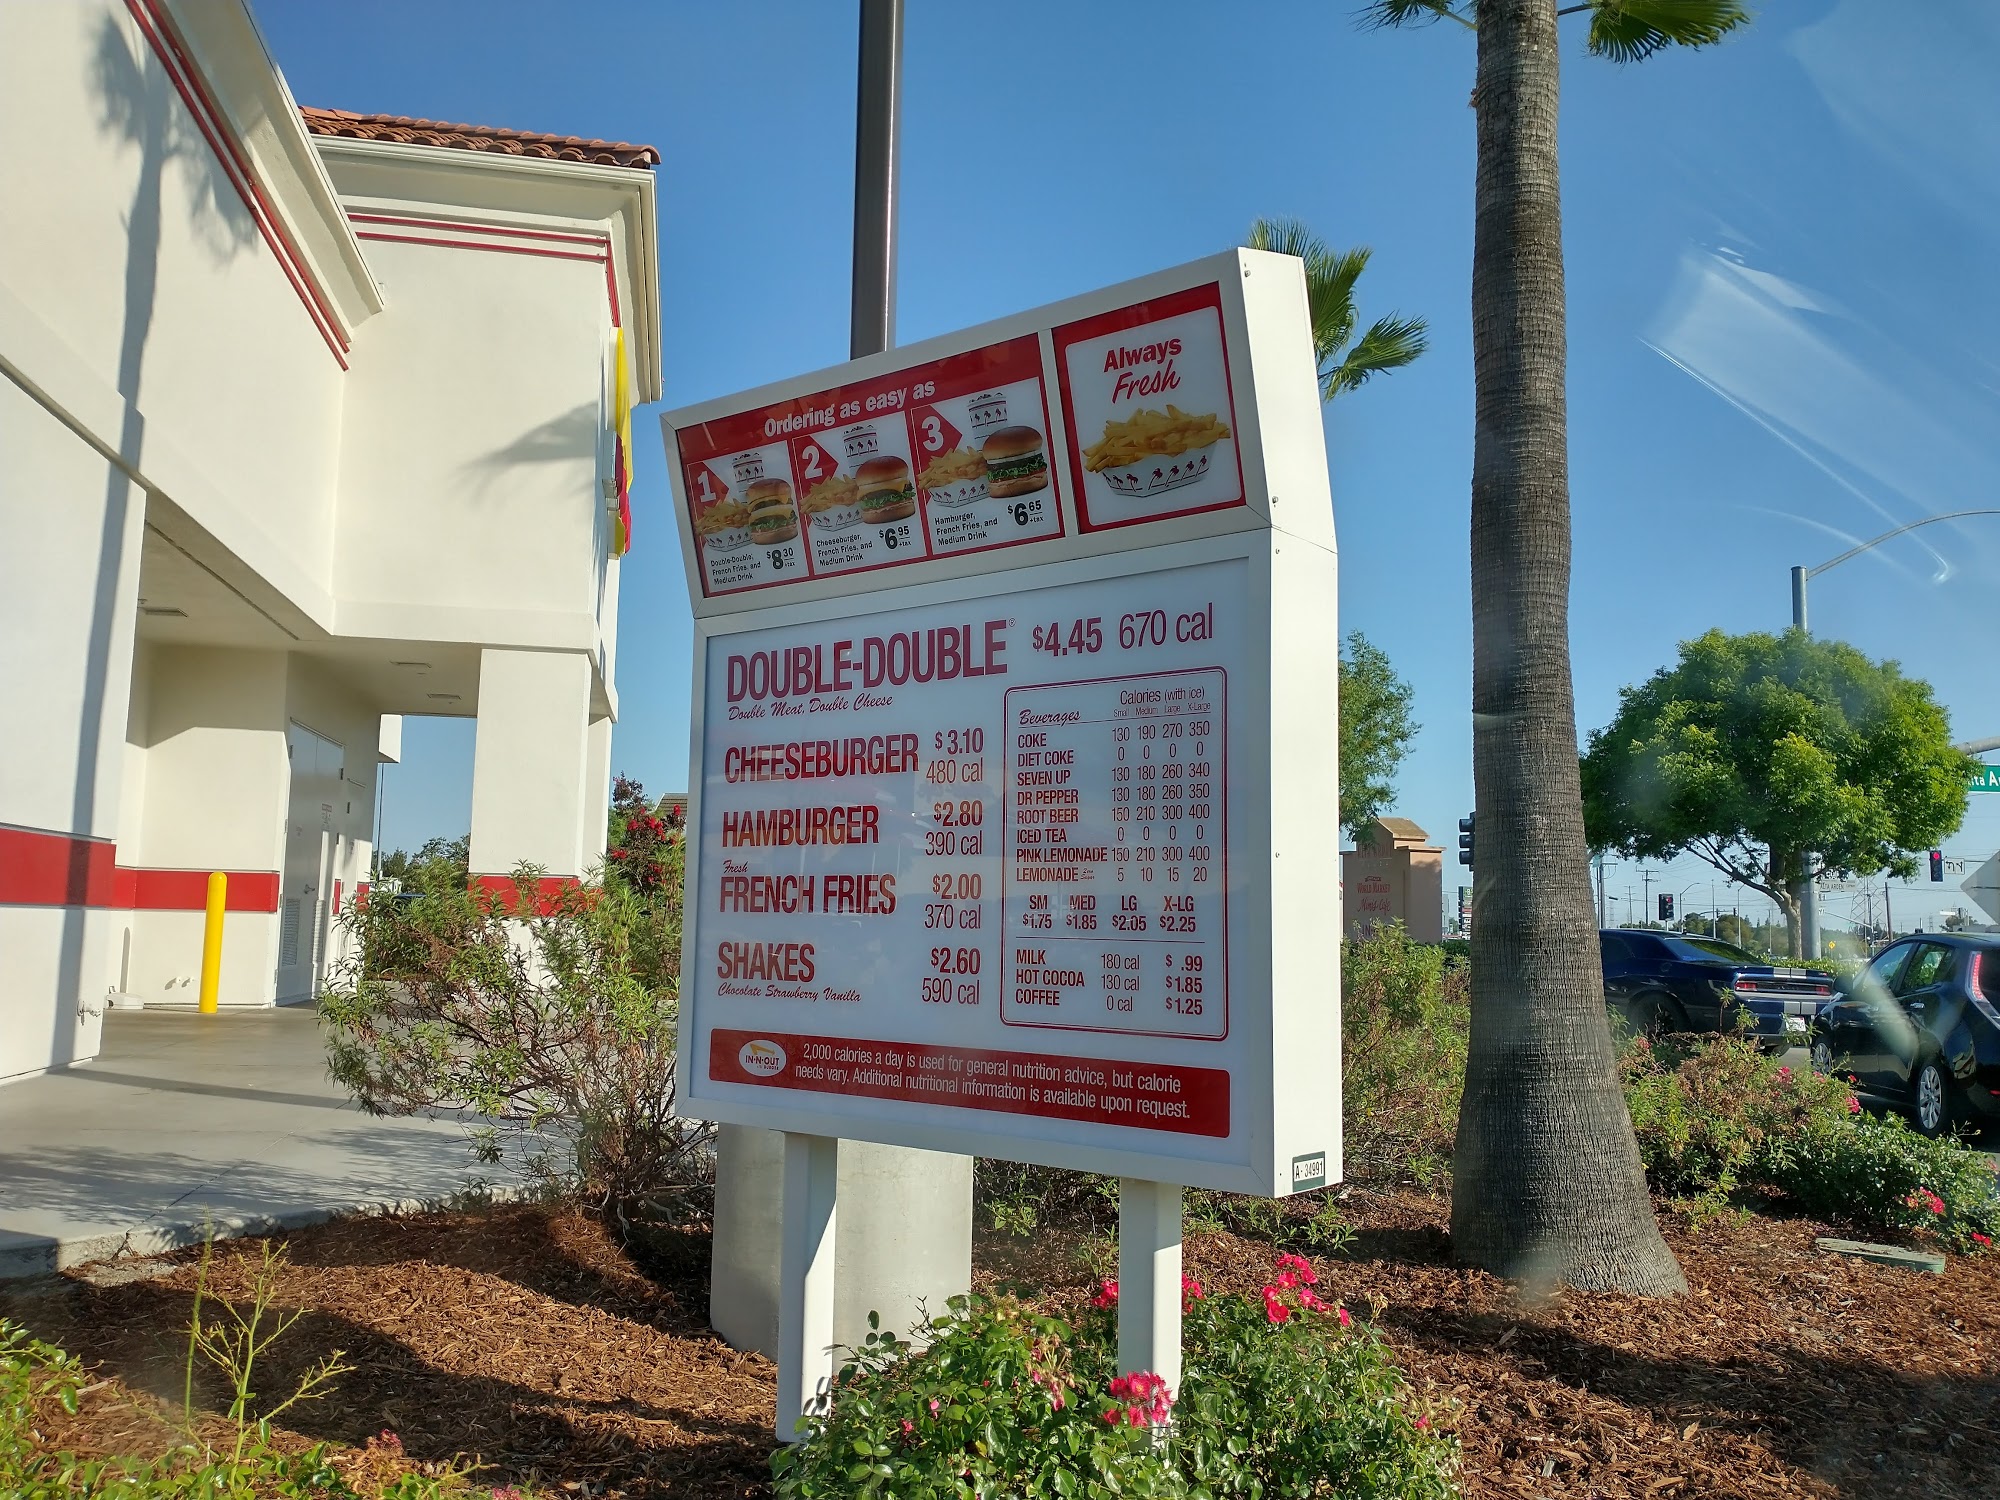 Ordering as easy as
1
Double-Double,
French Fries, and
Medium Drink
$8.30
+tax
2
Cheeseburger,
French Fries, and
Medium Drink
$6.95
+tax
3
Hamburger,
French Fries, and
Medium Drink
$6.65
+tax
Always
Fresh
DOUBLE-DOUBLE® $4.45 670 cal
Double Meat, Double Cheese
CHEESEBURGER $3.10
480 cal
HAMBURGER $2.80
390 cal
Fresh
FRENCH FRIES $2.00
370 cal
SHAKES $2.60
Chocolate Strawberry Vanilla 590 cal
Calories (with ice)
Beverages Small Medium Large X-Large
COKE 130 190 270 350
DIET COKE 0 0 0 0
SEVEN UP 130 180 260 340
DR PEPPER 130 180 260 350
ROOT BEER 150 210 300 400
ICED TEA 0 0 0 0
PINK LEMONADE 150 210 300 400
LEMONADE Zero Sugar 5 10 15 20
SM MED LG X-LG
$1.75 $1.85 $2.05 $2.25
MILK 180 cal $ .99
HOT COCOA 130 cal $1.85
COFFEE 0 cal $1.25
IN-N-OUT
BURGER
2,000 calories a day is used for general nutrition advice, but calorie
needs vary. Additional nutritional information is available upon request.
A- 34991
WORLD MARKET